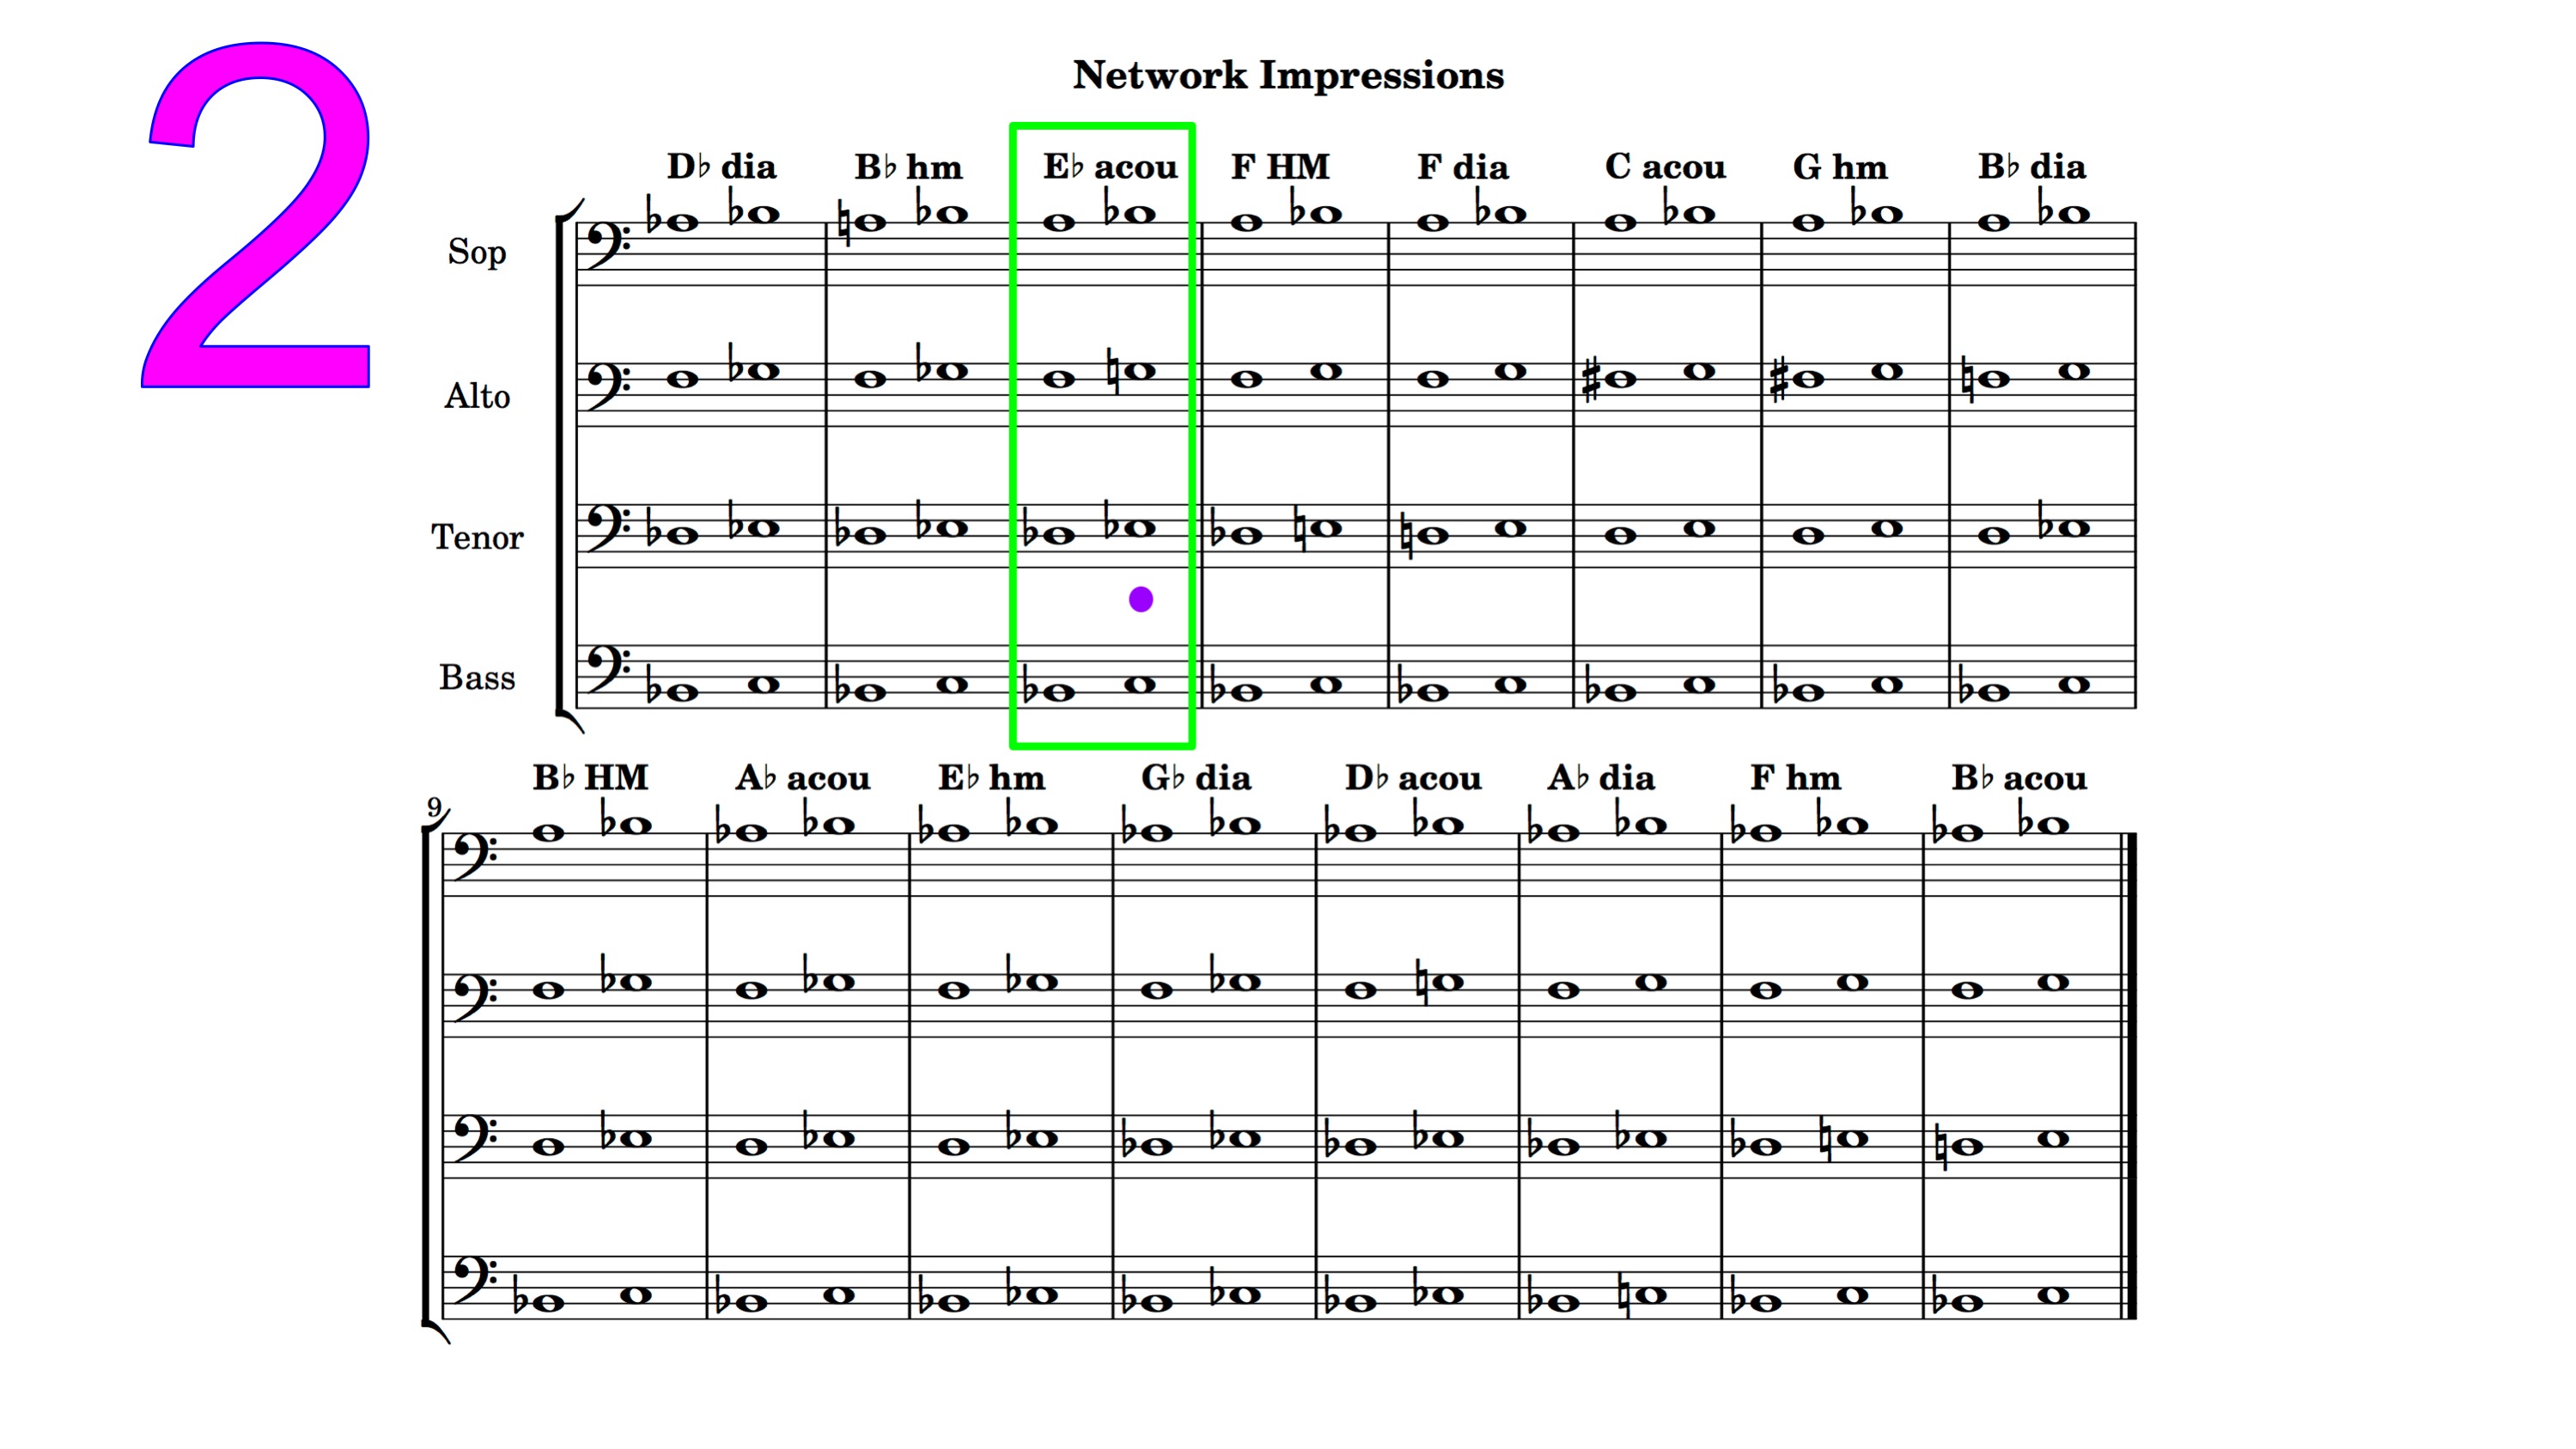 2
Network Impressions
D♭ dia B♭ hm E♭ acou F HM F dia C acou G hm B♭ dia
Sop
Alto
Tenor
Bass
B♭ HM A♭ acou E♭ hm G♭ dia D♭ acou A♭ dia F hm B♭ acou
9